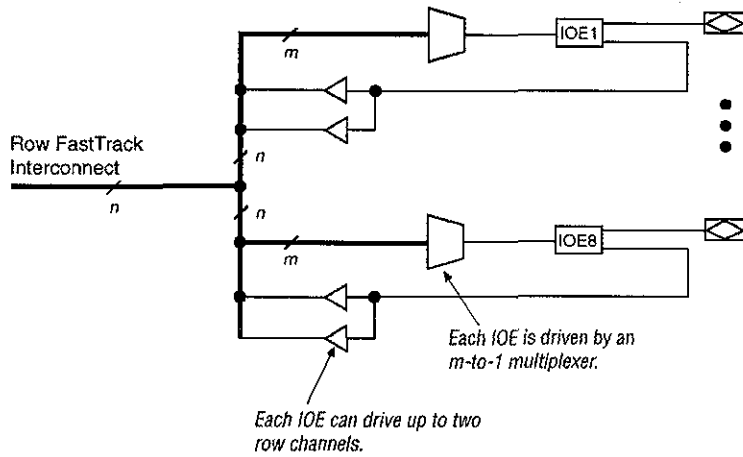 m
IOE1
Row FastTrack
Interconnect
n
n
n
m
IOE8
Each IOE is driven by an
m-to-1 multiplexer.
Each IOE can drive up to two
row channels.